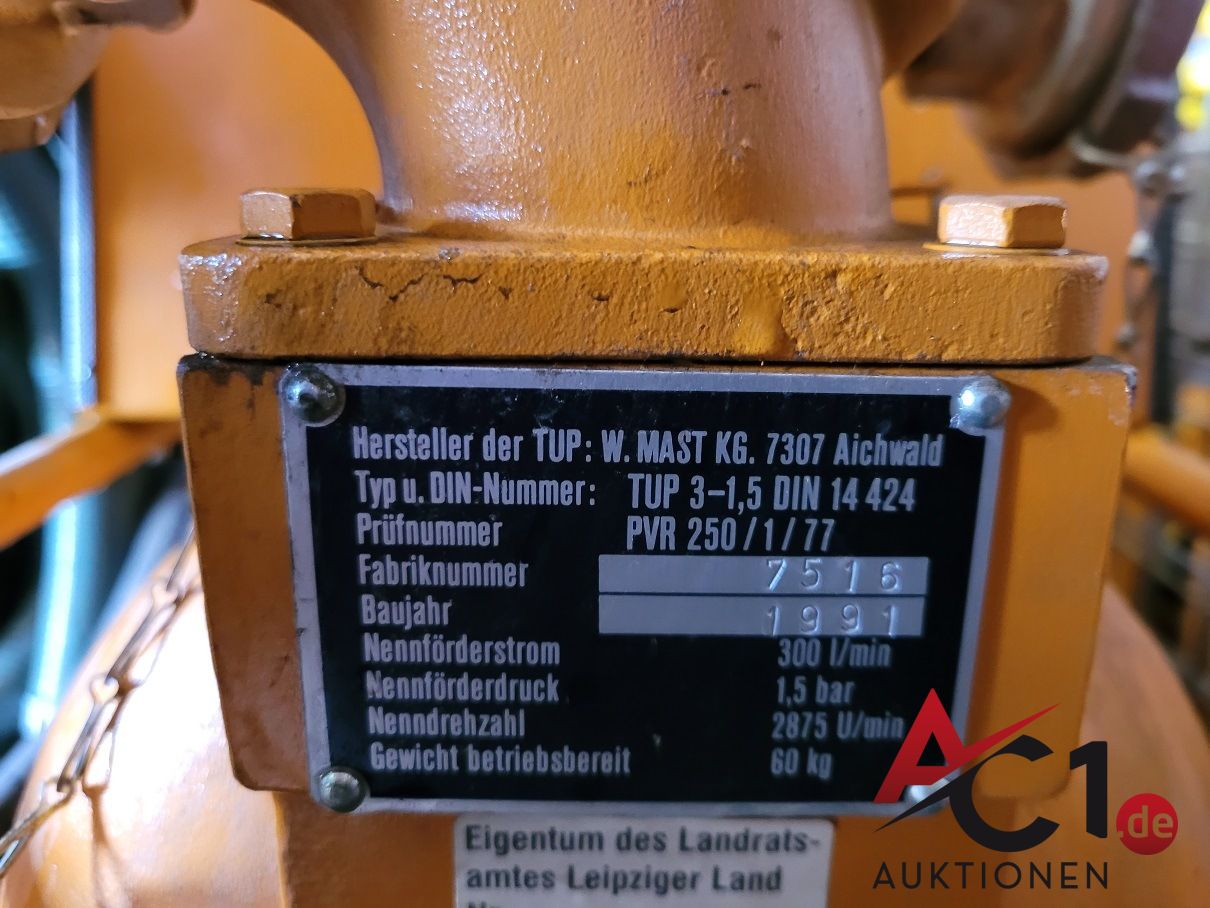 Hersteller der TUP: W. MAST KG. 7307 Aichwald
Typ u. DIN-Nummer: TUP 3-1,5 DIN 14 424
Prüfnummer PVR 250/1/77
Fabriknummer 7516
Baujahr 1991
Nennförderstrom 300 l/min
Nennförderdruck 1,5 bar
Nenndrehzahl 2875 U/min
Gewicht betriebsbereit 60 kg
Eigentum des Landrats-
amtes Leipziger Land
AC1.de
AUKTIONEN